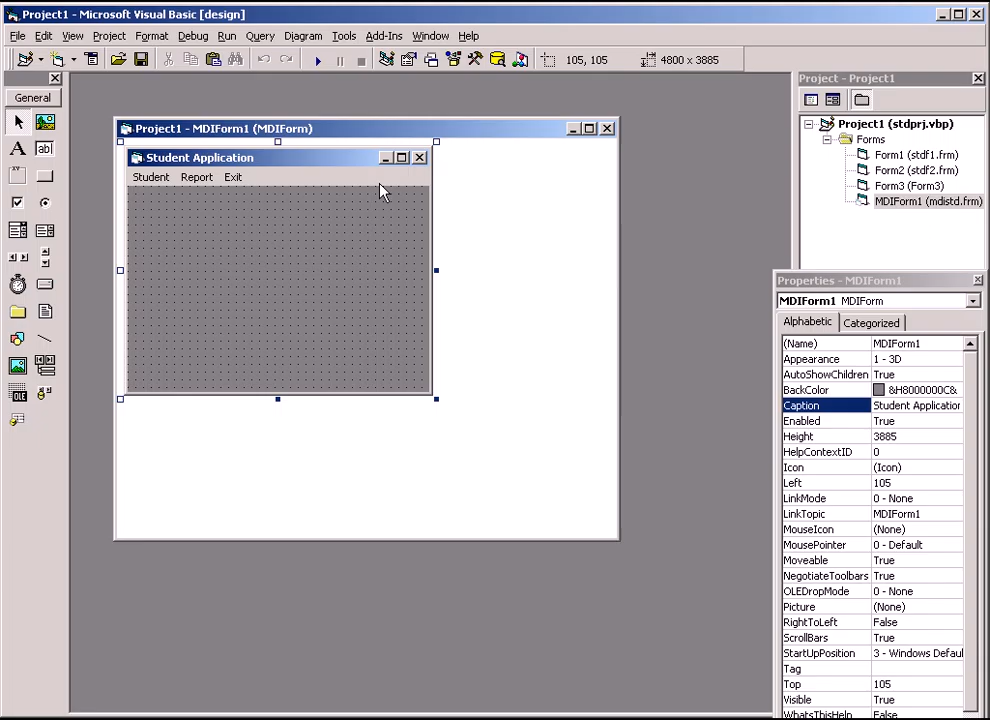 Project1 - Microsoft Visual Basic [design]
File Edit View Project Format Debug Run Query Diagram Tools Add-Ins Window Help
105, 105 4800 x 3885
General
A ab|
xy
OLE
Project1 - MDIForm1 (MDIForm)
Student Application
Student Report Exit
Project - Project1
Project1 (stdprj.vbp)
Forms
Form1 (stdf1.frm)
Form2 (stdf2.frm)
Form3 (Form3)
MDIForm1 (mdistd.frm)
Properties - MDIForm1
MDIForm1 MDIForm
Alphabetic Categorized
(Name) MDIForm1
Appearance 1 - 3D
AutoShowChildren True
BackColor &H8000000C&
Caption Student Application
Enabled True
Height 3885
HelpContextID 0
Icon (Icon)
Left 105
LinkMode 0 - None
LinkTopic MDIForm1
MouseIcon (None)
MousePointer 0 - Default
Moveable True
NegotiateToolbars True
OLEDropMode 0 - None
Picture (None)
RightToLeft False
ScrollBars True
StartUpPosition 3 - Windows Defaul
Tag
Top 105
Visible True
WhatsThisHelp False